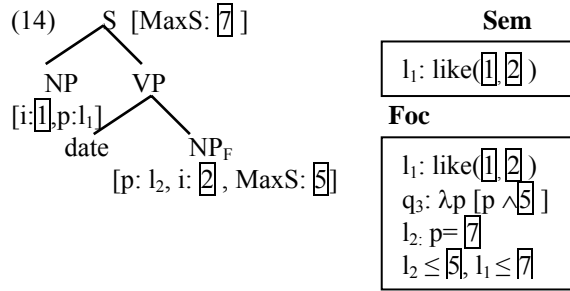 (14) S [MaxS: 7 ]
NP VP
[i:1,p:l₁]
date NP_F
[p: l₂, i: 2 , MaxS: 5]
Sem
l₁: like(1, 2 )
Foc
l₁: like(1, 2 )
q₃: λp [p ∧5 ]
l₂: p= 7
l₂ ≤ 5, l₁ ≤ 7